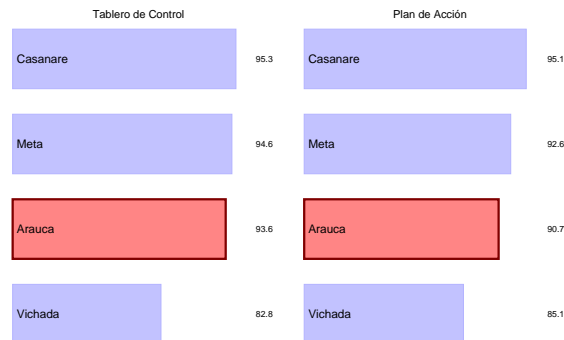 Tablero de Control
Casanare 95.3
Meta 94.6
Arauca 93.6
Vichada 82.8
Plan de Acción
Casanare 95.1
Meta 92.6
Arauca 90.7
Vichada 85.1